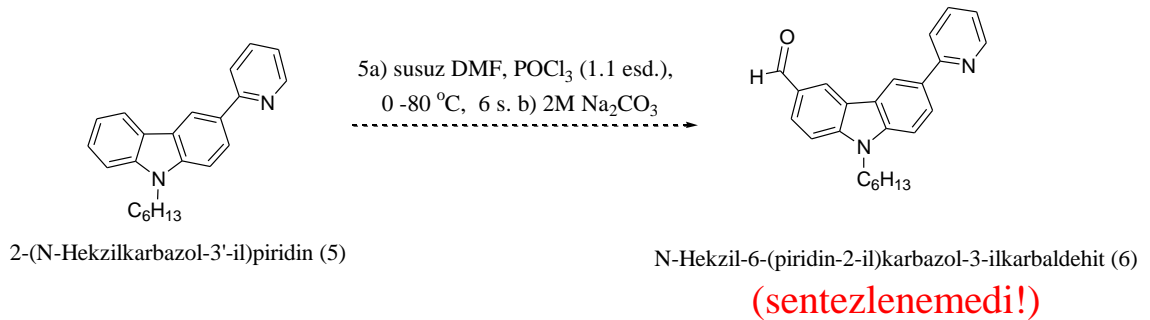 5a) susuz DMF, POCl3 (1.1 esd.),
0 -80 oC, 6 s. b) 2M Na2CO3
N
N
C6H13
O
H
N
N
C6H13
2-(N-Hekzilkarbazol-3'-il)piridin (5)
N-Hekzil-6-(piridin-2-il)karbazol-3-ilkarbaldehit (6)
(sentezlenemedi!)